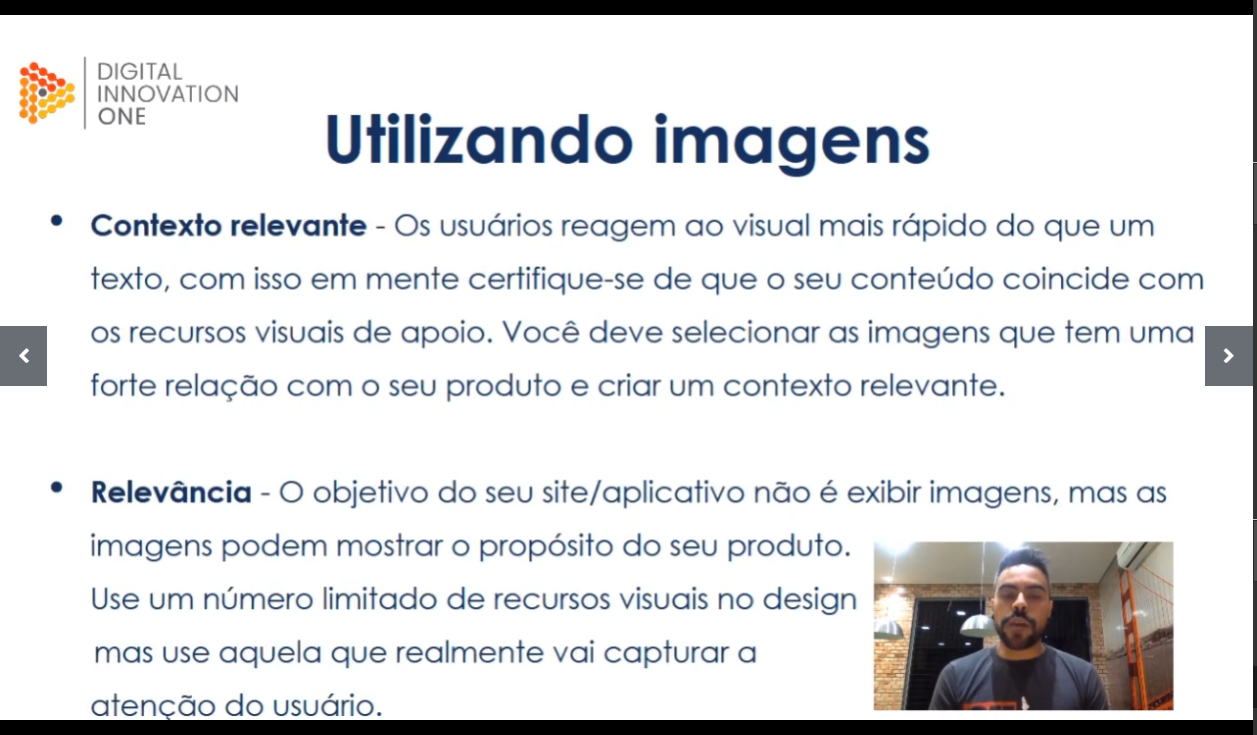 DIGITAL
INNOVATION
ONE
Utilizando imagens
• Contexto relevante - Os usuários reagem ao visual mais rápido do que um
texto, com isso em mente certifique-se de que o seu conteúdo coincide com
os recursos visuais de apoio. Você deve selecionar as imagens que tem uma
forte relação com o seu produto e criar um contexto relevante.
• Relevância - O objetivo do seu site/aplicativo não é exibir imagens, mas as
imagens podem mostrar o propósito do seu produto.
Use um número limitado de recursos visuais no design
mas use aquela que realmente vai capturar a
atenção do usuário.